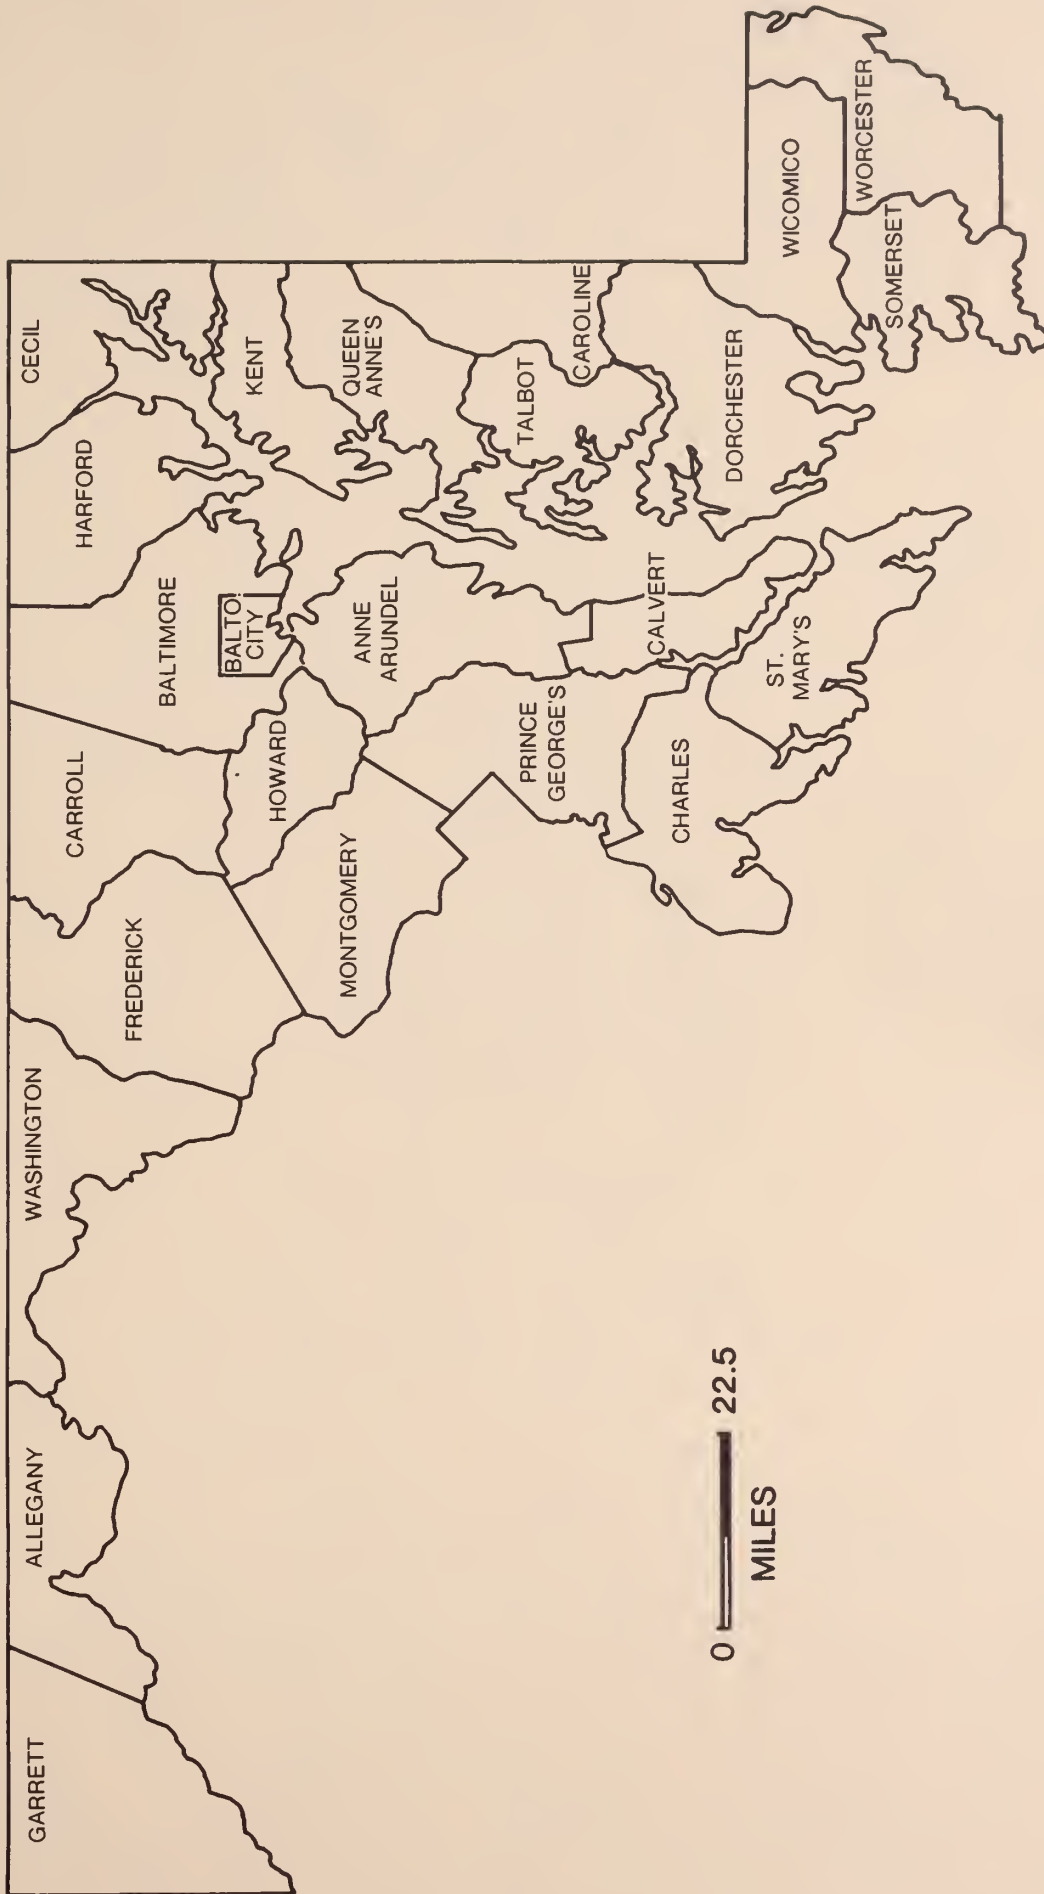 GARRETT
ALLEGANY
WASHINGTON
FREDERICK
CARROLL
BALTIMORE
HARFORD
CECIL
BALTO.
CITY
KENT
HOWARD
MONTGOMERY
ANNE
ARUNDEL
QUEEN
ANNE'S
PRINCE
GEORGE'S
TALBOT
CAROLINE
CALVERT
CHARLES
ST.
MARY'S
DORCHESTER
WICOMICO
WORCESTER
SOMERSET
0 22.5
MILES